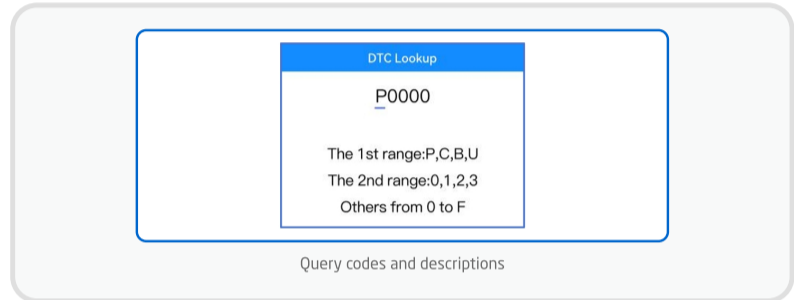 DTC Lookup
P0000
The 1st range:P,C,B,U
The 2nd range:0,1,2,3
Others from 0 to F
Query codes and descriptions